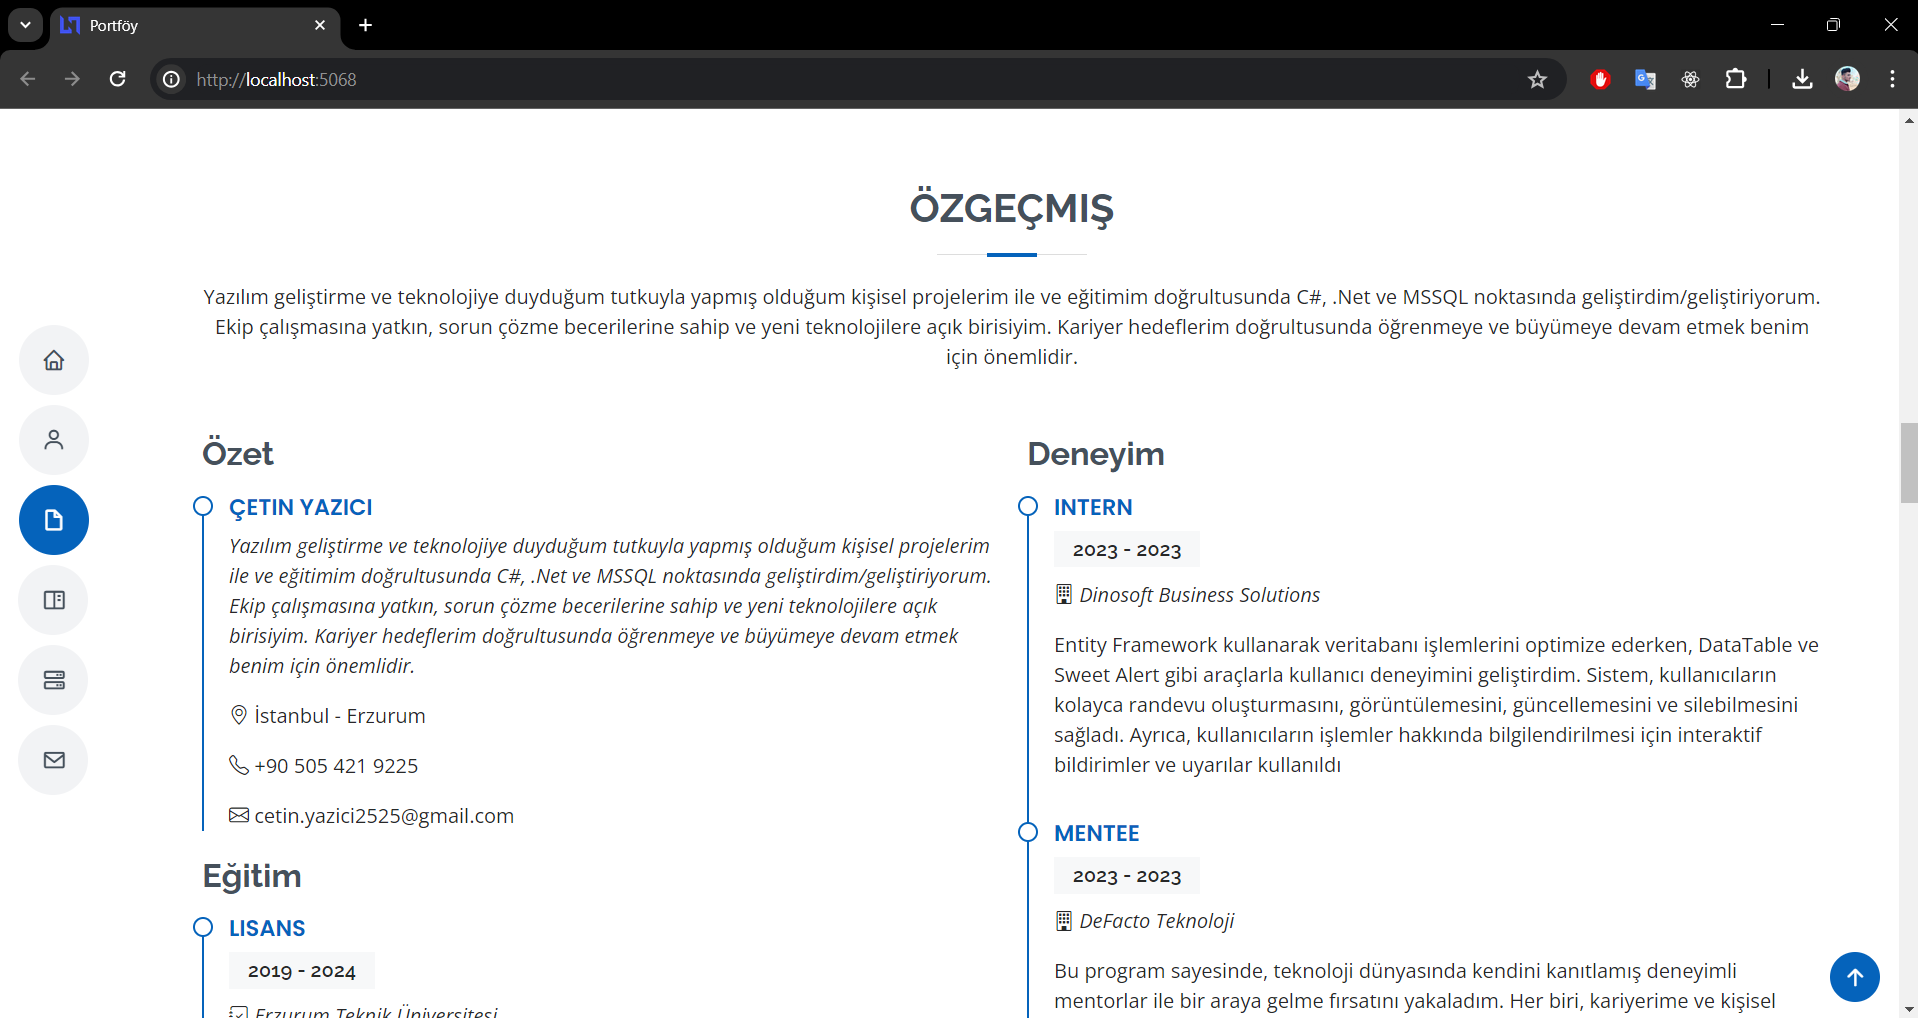 Portföy
http://localhost:5068
ÖZGEÇMIŞ
Yazılım geliştirme ve teknolojiye duyduğum tutkuyla yapmış olduğum kişisel projelerim ile ve eğitimim doğrultusunda C#, .Net ve MSSQL noktasında geliştirdim/geliştiriyorum.
Ekip çalışmasına yatkın, sorun çözme becerilerine sahip ve yeni teknolojilere açık birisiyim. Kariyer hedeflerim doğrultusunda öğrenmeye ve büyümeye devam etmek benim
için önemlidir.
Özet
ÇETIN YAZICI
Yazılım geliştirme ve teknolojiye duyduğum tutkuyla yapmış olduğum kişisel projelerim
ile ve eğitimim doğrultusunda C#, .Net ve MSSQL noktasında geliştirdim/geliştiriyorum.
Ekip çalışmasına yatkın, sorun çözme becerilerine sahip ve yeni teknolojilere açık
birisiyim. Kariyer hedeflerim doğrultusunda öğrenmeye ve büyümeye devam etmek
benim için önemlidir.
İstanbul - Erzurum
+90 505 421 9225
cetin.yazici2525@gmail.com
Eğitim
LISANS
2019 - 2024
Erzurum Teknik Üniversitesi
Deneyim
INTERN
2023 - 2023
Dinosoft Business Solutions
Entity Framework kullanarak veritabanı işlemlerini optimize ederken, DataTable ve
Sweet Alert gibi araçlarla kullanıcı deneyimini geliştirdim. Sistem, kullanıcıların
kolayca randevu oluşturmasını, görüntülemesini, güncellemesini ve silebilmesini
sağladı. Ayrıca, kullanıcıların işlemler hakkında bilgilendirilmesi için interaktif
bildirimler ve uyarılar kullanıldı
MENTEE
2023 - 2023
DeFacto Teknoloji
Bu program sayesinde, teknoloji dünyasında kendini kanıtlamış deneyimli
mentorlar ile bir araya gelme fırsatını yakaladım. Her biri, kariyerime ve kişisel